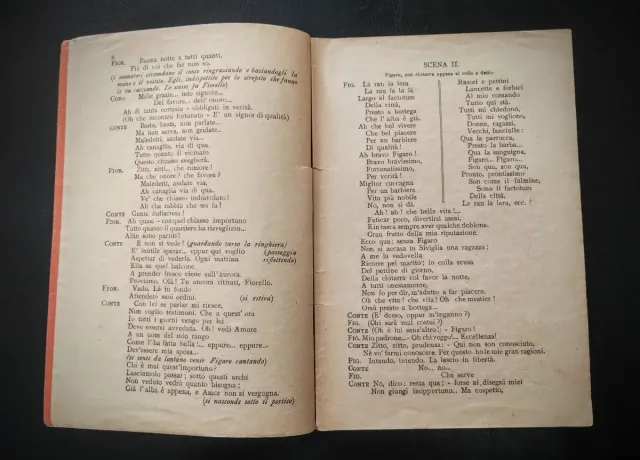 4
FIOR. Buona notte a tutti quanti,
Più di voi che far non so.
(i suonatori circondano il conte ringraziando e baciandogli la
mano e il vestito. Egli, indispettito per lo strepito che fanno
li va cacciando. Lo stesso fa Fiorello)
CORO Mille grazie... mio signore...
Del favore.. dell' onore...
Ah di tanta cortesia - obbligati in verità.
(Oh che incontro fortunato - E' un signor di qualità)
CONTE Basta, basta, non parlate...
Ma non serve, non gridate...
Maledetti, andate via,
Ah canaglia, via di qua.
Tutto quanto il vicinato
Questo chiasso sveglierà.
FIOR. Zitti, zitti, che rumore!
Ma che onore? che favore?
Maledetti, andate via,
Ah canaglia via di qua.
Ve' che chiasso indiavolato!
Ah che rabbia che mi fa!
CONTE Gente indiscreta!
FIOR. Ah quasi - con quel chiasso importuno
Tutto quanto il quartiere ha risvegliato...
Alfin sono partiti!
CONTE E non si vede! (guardando verso la ringhiera)
E' inutile sperar... eppur quì voglio (passeggia
Aspettar di vederla. Ogni mattina riflettendo)
Ella su quel balcone
A prender fresco viene sull'aurora.
Proviamo. Olà! Tu ancora ritirati, Fiorello.
FIOR. Vado. Là in fondo
Attenderò suoi ordini. (si ritira)
CONTE Con lei se parlar mi riesce,
Non voglio testimoni. Che a quest' ora
Io tutti i giorni vengo per lei
Deve essersi avveduta. Oh! vedi Amore
A un uom del mio rango
Come l'ha fatta bella!... eppure... eppure...
Dev'essere mia sposa...
(si sente da lontano venir Figaro cantando)
Chi è mai quest'importuno?
Lasciamolo passar; sotto questi archi
Non veduto vedrò quanto bisogna;
Già l'alba è appena, e Amor non si vergogna.
(si nasconde sotto il portico)
SCENA II.
Figaro, con chitarra appesa al collo e detto.
FIG. Là ran la lera
La ran la la là
Largo al factotum
Della città,
Presto a bottega
Che l'alba è già.
Ah che bel vivere
Che bel piacere
Per un barbiere
Di qualità!
Ah bravo Figaro!
Bravo bravissimo,
Fortunatissimo,
Per verità!
Miglior cuccagna
Per un barbiere
Vita più nobile
No, non si dà
Rasori e pettini
Lancette e forbici
Al mio comando
Tutto quì stà.
Tutti mi chiedono,
Tutti mi vogliono,
Donne, ragazzi,
Vecchi, fanciulle:
Qua la parrucca,
Presto la barba...
Qua la sanguigna,
Figaro... Figaro...
Son qua, son qua,
Pronto, prontissimo
Son come il fulmine,
Sono il factotum
Della città.
Lo ran la lera, ecc. !
Ah! ah! che bella vita!..
Faticar poco, divertirsi assai,
E in tasca sempre aver qualche doblone.
Gran frutto della mia riputazione.
Ecco qua: senza Figaro
Non si accasa in Siviglia una ragazza:
A me la vedovella
Ricorre pel marito; io colla scusa
Del pettine di giorno,
Della chitarra col favor la notte,
A tutti onestamente,
Non fo per dir, m'adatto a far piacere.
Oh che vita! che vita! Oh che mestier!
Orsù presto a bottega...
CONTE (E' desso, oppur m'inganno?)
FIG. (Chi sarà mai costui?)
CONTE (Oh è lui senz'altro!) - Figaro!
FIG. Mio padrone... - Oh chi veggo!... Eccellenza!
CONTE Zitto, zitto, prudenza: - Qui non son conosciuto,
Nè vo' farmi conoscere. Per questo hò le mie gran ragioni.
FIG. Intendo, intendo. La lascio in libertà.
CONTE No... no...
FIG. Che serve
CONTE No, dico: resta qua: - forse ai disegni miei
Non giungi inopportuno.. Ma cospetto,